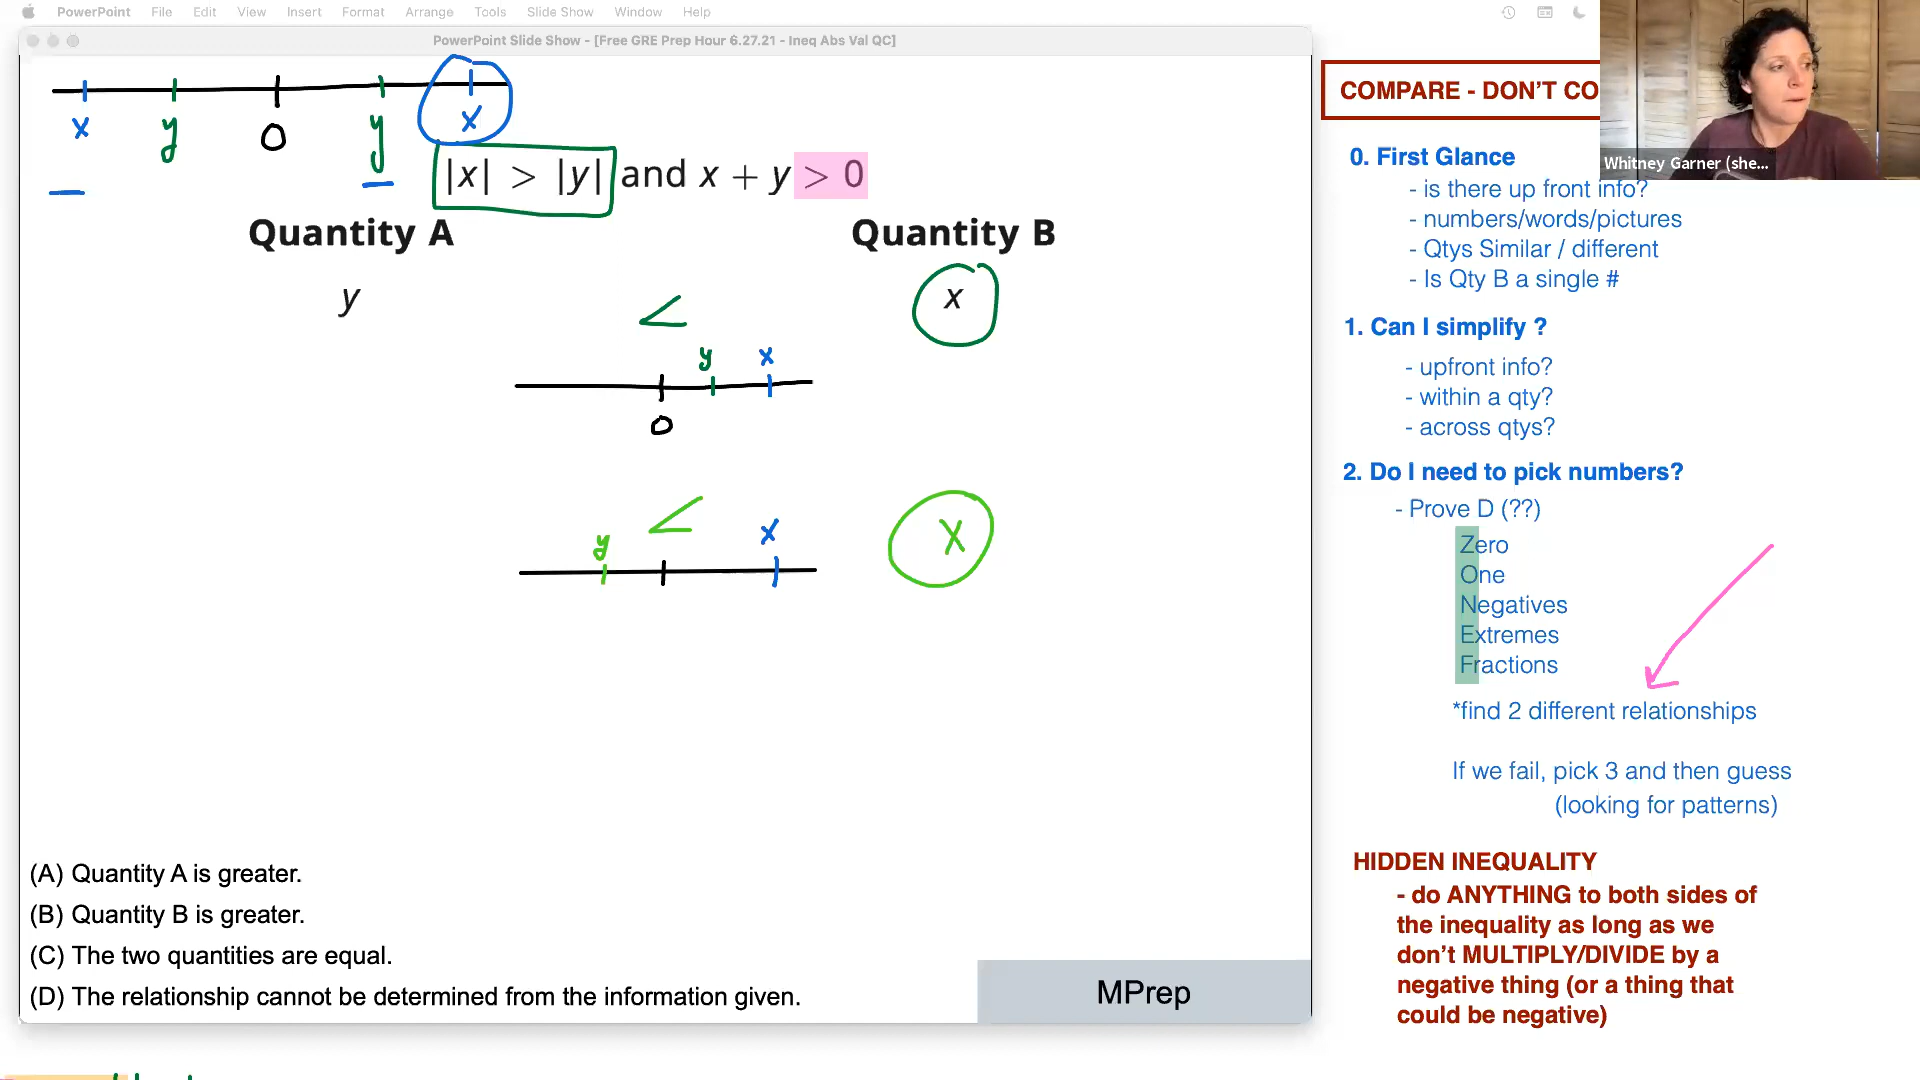 PowerPoint File Edit View Insert Format Arrange Tools Slide Show Window Help
PowerPoint Slide Show - [Free GRE Prep Hour 6.27.21 - Ineq Abs Val QC]
x y 0 y x
|x| > |y| and x + y > 0
Quantity A Quantity B
y < x
y x
0
< x
y x
(A) Quantity A is greater.
(B) Quantity B is greater.
(C) The two quantities are equal.
(D) The relationship cannot be determined from the information given.
MPrep
COMPARE - DON'T CO
Whitney Garner (she...
0. First Glance
- is there up front info?
- numbers/words/pictures
- Qtys Similar / different
- Is Qty B a single #
1. Can I simplify ?
- upfront info?
- within a qty?
- across qtys?
2. Do I need to pick numbers?
- Prove D (??)
Zero
One
Negatives
Extremes
Fractions
*find 2 different relationships
If we fail, pick 3 and then guess
(looking for patterns)
HIDDEN INEQUALITY
- do ANYTHING to both sides of
the inequality as long as we
don't MULTIPLY/DIVIDE by a
negative thing (or a thing that
could be negative)